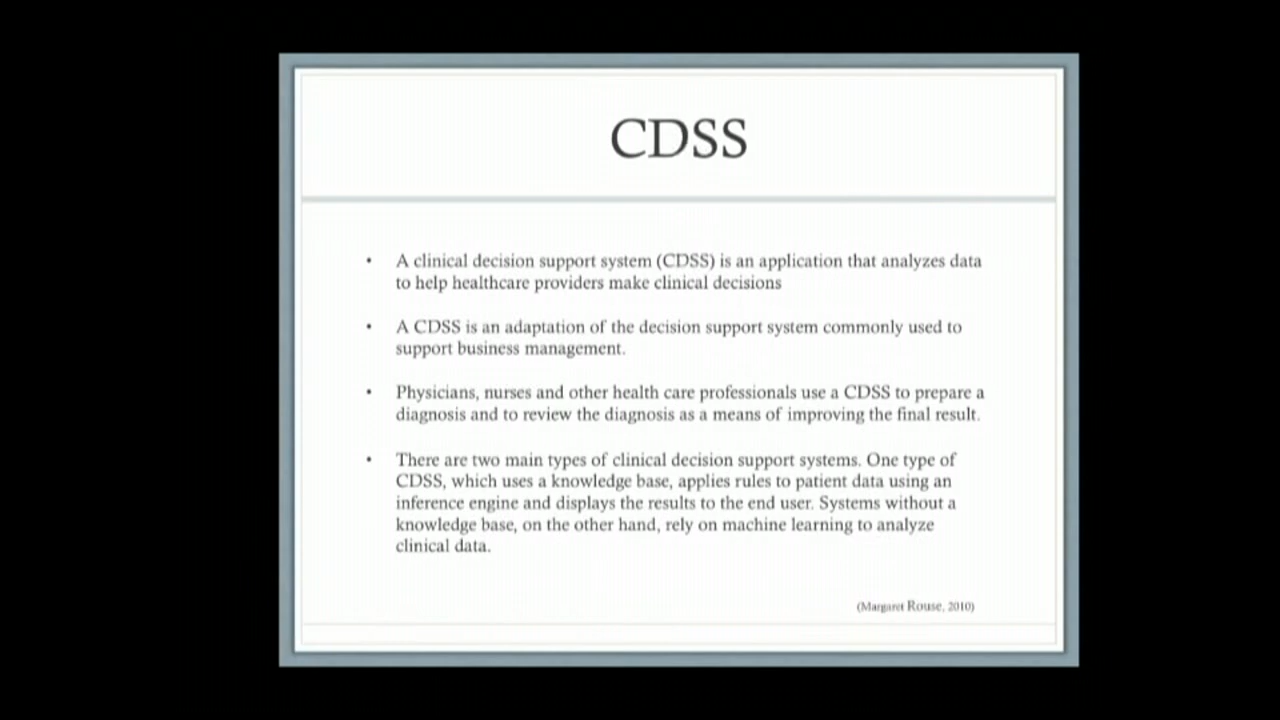 CDSS
• A clinical decision support system (CDSS) is an application that analyzes data
to help healthcare providers make clinical decisions
• A CDSS is an adaptation of the decision support system commonly used to
support business management.
• Physicians, nurses and other health care professionals use a CDSS to prepare a
diagnosis and to review the diagnosis as a means of improving the final result.
• There are two main types of clinical decision support systems. One type of
CDSS, which uses a knowledge base, applies rules to patient data using an
inference engine and displays the results to the end user. Systems without a
knowledge base, on the other hand, rely on machine learning to analyze
clinical data.
(Margaret Rouse, 2010)